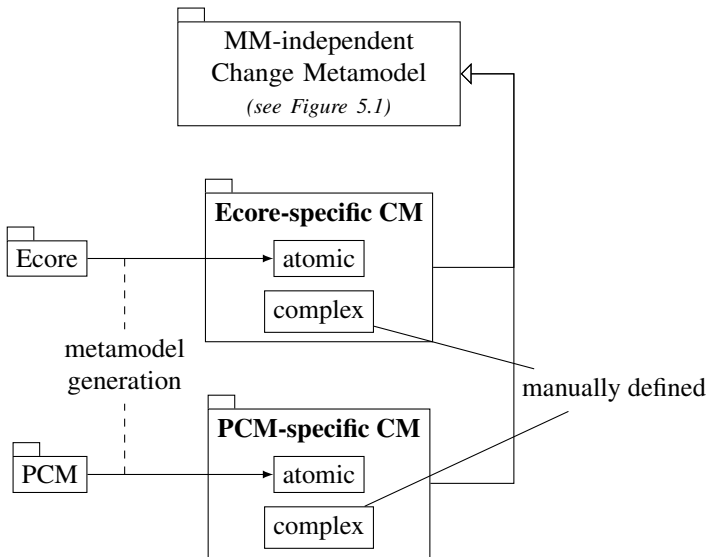 MM-independent
Change Metamodel
(see Figure 5.1)
Ecore-specific CM
Ecore
atomic
complex
metamodel
generation
manually defined
PCM-specific CM
PCM
atomic
complex